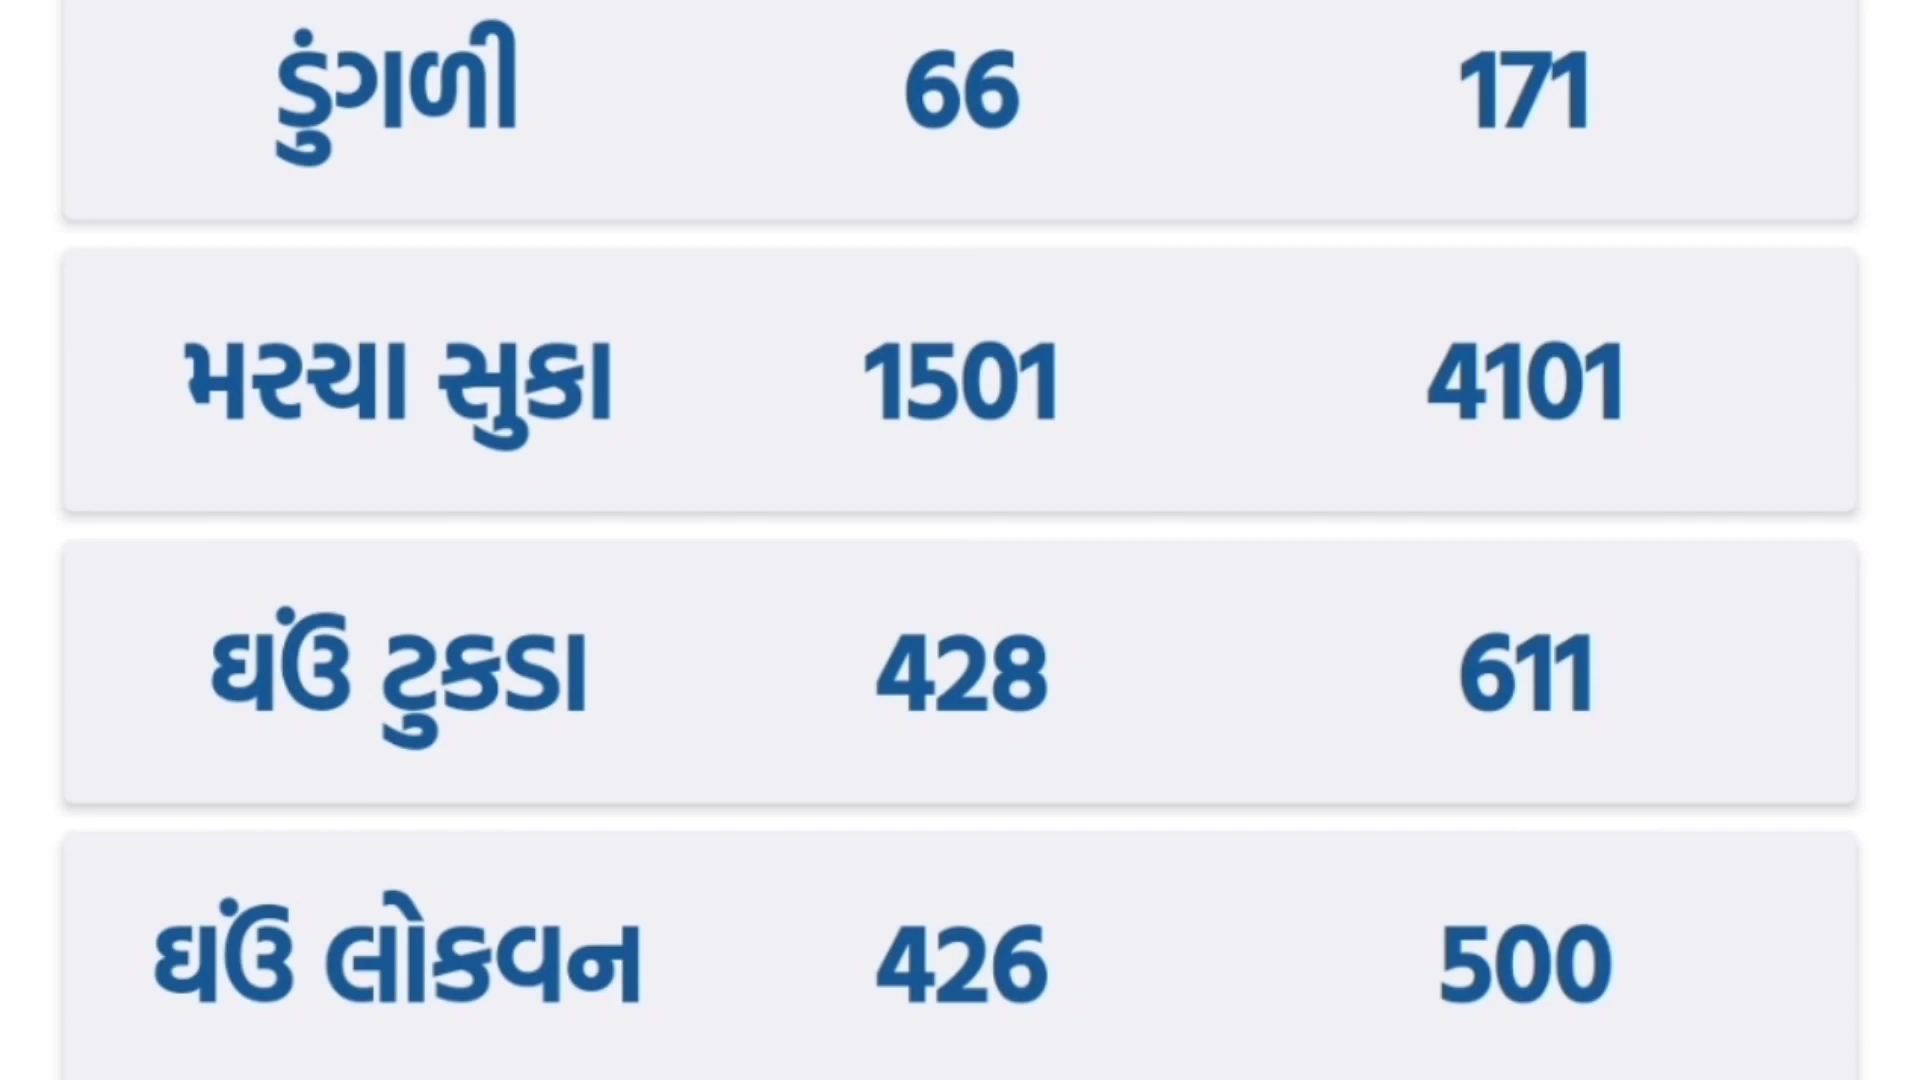 ડુંગળી 66 171
મરચા સુકા 1501 4101
ઘઉં ટુકડા 428 611
ઘઉં લોકવન 426 500